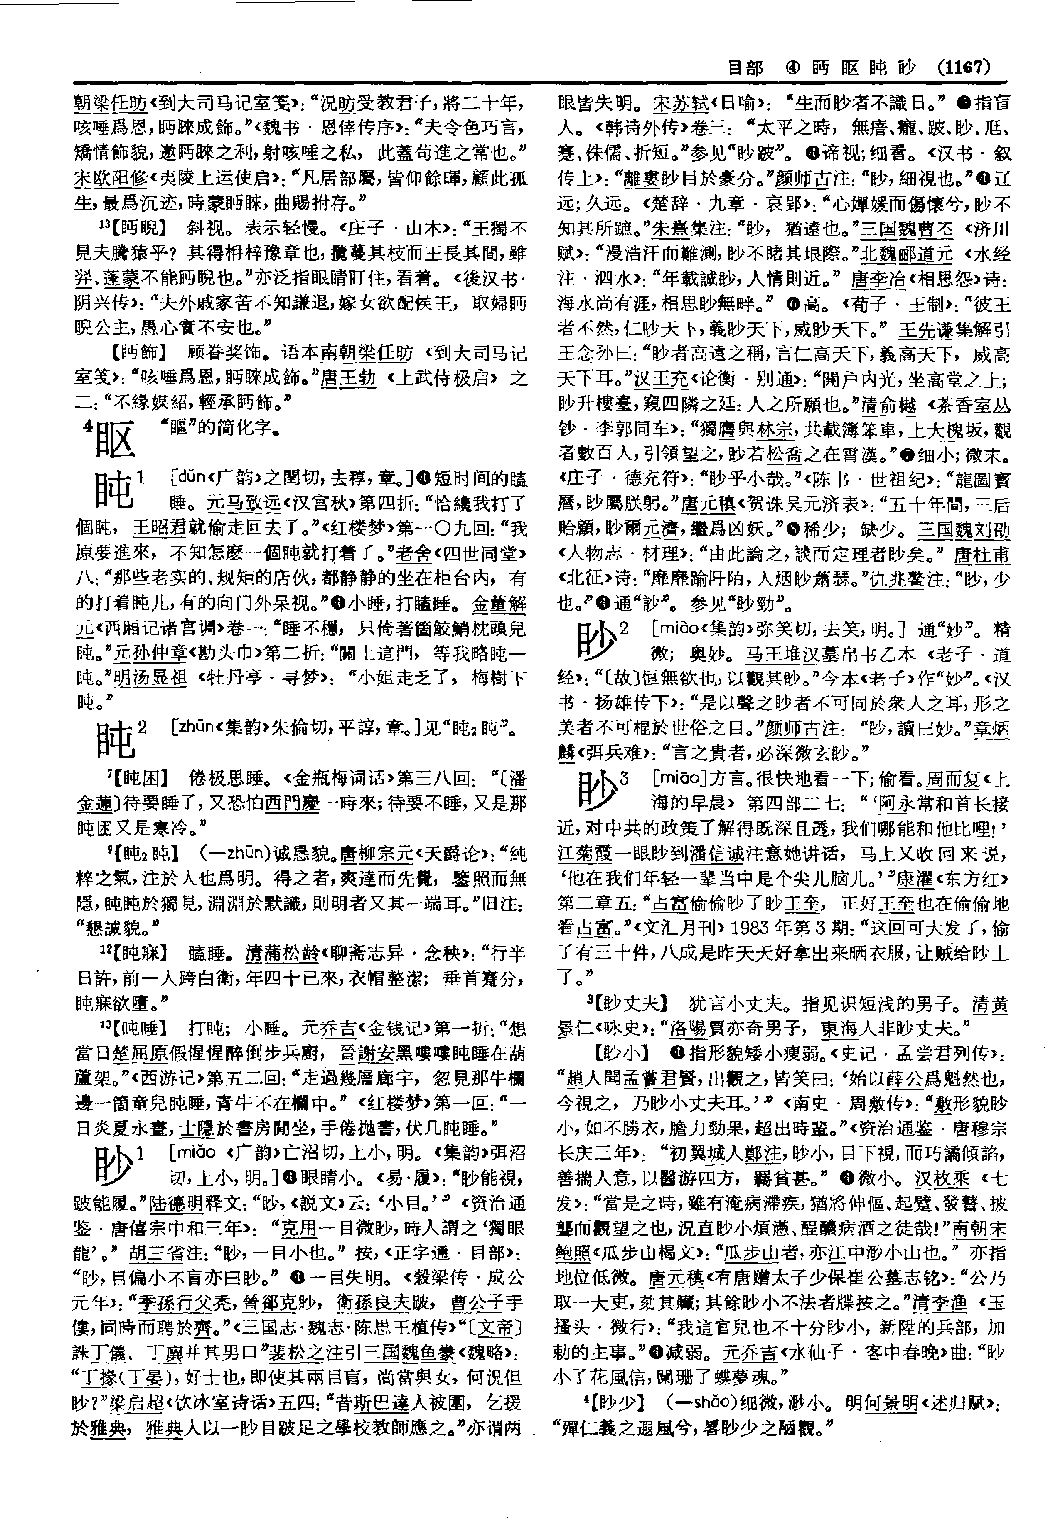 目部 ④ 眄 眍 盹 眇 (1167)
朝梁任昉《到大司马记室笺》：“况昉受教君子，將二十年，
咳唾爲恩，眄睞成飾。”《魏书·恩倖传序》：“夫令色巧言，
矯情飾貌，邀眄睞之利，射咳唾之私，此蓋苟進之常也。”
宋欧阳修《夷陵上运使启》：“凡居部屬，皆仰餘暉，顧此孤
生，最爲沉迹，時蒙眄睞，曲賜拊存。”
¹³【眄睨】 斜视。表示轻慢。《庄子·山木》：“王獨不
見夫騰猿乎？其得枏梓豫章也，攬蔓其枝而王長其間，雖
羿、蓬蒙不能眄睨也。”亦泛指眼睛盯住，看着。《後汉书·
阴兴传》：“夫外戚家苦不知謙退，嫁女欲配侯王，取婦眄
睨公主，愚心實不安也。”
【眄飾】 顾眷奖饰。语本南朝梁任昉《到大司马记
室笺》：“咳唾爲恩，眄睞成飾。”唐王勃《上武侍极启》之
二：“不緣媒紹，輕承眄飾。”
⁴眍 “瞘”的简化字。
盹¹ ［dǔn《广韵》之閏切，去稕，章。］❶短时间的瞌
睡。元马致远《汉宫秋》第四折：“恰纔我打了
個盹，王昭君就偷走回去了。”《红楼梦》第一〇九回：“我
原要進來，不知怎麽一個盹就打着了。”老舍《四世同堂》
八：“那些老实的、规矩的店伙，都静静的坐在柜台内，有
的打着盹儿，有的向门外呆视。”❷小睡，打瞌睡。金董解
元《西厢记诸宫调》卷一：“睡不穩，只倚著箇鮫鮹枕頭兒
盹。”元孙仲章《勘头巾》第二折：“關上這門，等我略盹一
盹。”明汤显祖《牡丹亭·寻梦》：“小姐走乏了，梅樹下
盹。”
盹² ［zhūn《集韵》朱倫切，平諄，章。］见“盹₂盹”。
⁷【盹困】 倦极思睡。《金瓶梅词话》第三八回：“〔潘
金蓮〕待要睡了，又恐怕西門慶一時來；待要不睡，又是那
盹困又是寒冷。”
⁹【盹₂盹】 （—zhūn）诚恳貌。唐柳宗元《天爵论》：“純
粹之氣，注於人也爲明。得之者，爽達而先覺，鑒照而無
隱，盹盹於獨見，淵淵於默識，則明者又其一端耳。”旧注：
“懇誠貌。”
¹²【盹寐】 瞌睡。清蒲松龄《聊斋志异·念秧》：“行半
日許，前一人跨白衛，年四十已來，衣帽整潔；垂首蹇分，
盹寐欲墮。”
¹³【盹睡】 打盹；小睡。元乔吉《金钱记》第一折：“想
當日楚屈原假惺惺醉倒步兵廚，晉謝安黑嘍嘍盹睡在葫
蘆架。”《西游记》第五二回：“走過幾層廊宇，忽見那牛欄
邊一箇童兒盹睡，青牛不在欄中。”《红楼梦》第一回：“一
日炎夏永晝，士隱於書房閒坐，手倦抛書，伏几盹睡。”
眇¹ ［miǎo《广韵》亡沼切，上小，明。《集韵》弭沼
切，上小，明。］❶眼睛小。《易·履》：“眇能視，
跛能履。”陆德明释文：“眇，《説文》云：‘小目。’”《资治通
鉴·唐僖宗中和三年》：“克用一目微眇，時人謂之‘獨眼
龍’。”胡三省注：“眇，一目小也。”按，《正字通·目部》：
“眇，目偏小不盲亦曰眇。”❷一目失明。《穀梁传·成公
元年》：“季孫行父秃，晉郤克眇，衛孫良夫跛，曹公子手
僂，同時而聘於齊。”《三国志·魏志·陈思王植传》“〔文帝〕
誅丁儀、丁廙并其男口”裴松之注引三国魏鱼豢《魏略》：
“丁掾（丁晏），好士也，即使其兩目盲，尚當與女，何況但
眇？”梁启超《饮冰室诗话》五四：“昔斯巴達人被圍，乞援
於雅典，雅典人以一眇目跛足之學校教師應之。”亦谓两
眼皆失明。宋苏轼《日喻》：“生而眇者不識日。”❸指盲
人。《韩诗外传》卷三：“太平之時，無瘖、癃、跛、眇、尪、
蹇、侏儒、折短。”参见“眇跛”。❹谛视；细看。《汉书·叙
传上》：“離婁眇目於豪分。”颜师古注：“眇，細視也。”❺辽
远；久远。《楚辞·九章·哀郢》：“心嬋媛而傷懷兮，眇不
知其所蹠。”朱熹集注：“眇，猶遠也。”三国魏曹丕《济川
赋》：“漫浩汗而難測，眇不睹其垠際。”北魏郦道元《水经
注·泗水》：“年載誠眇，人情則近。”唐李冶《相思怨》诗：
海水尚有涯，相思眇無畔。”❻高。《荀子·王制》：“彼王
者不然，仁眇天下，義眇天下，威眇天下。”王先谦集解引
王念孙曰：“眇者高遠之稱，言仁高天下，義高天下，威高
天下耳。”汉王充《论衡·别通》：“開户内光，坐高堂之上；
眇升樓臺，窺四隣之廷：人之所願也。”清俞樾《茶香室丛
钞·李郭同车》：“獨膺與林宗，共載簿笨車，上大槐坂，觀
者數百人，引領望之，眇若松喬之在霄漢。”❼细小；微末。
《庄子·德充符》：“眇乎小哉。”《陈书·世祖纪》：“龍圖寶
曆，眇屬朕躬。”唐元稹《贺诛吴元济表》：“五十年間，三后
貽顧，眇爾元濟，繼爲凶妖。”❽稀少；缺少。三国魏刘劭
《人物志·材理》：“由此論之，談而定理者眇矣。”唐杜甫
《北征》诗：“靡靡踰阡陌，人烟眇蕭瑟。”仇兆鳌注：“眇，少
也。”❾通“訬”。参见“眇勁”。
眇² ［miào《集韵》弥笑切，去笑，明。］ 通“妙”。精
微；奥妙。马王堆汉墓帛书乙本《老子·道
经》：“〔故〕恒無欲也，以觀其眇。”今本《老子》作“妙”。《汉
书·扬雄传下》：“是以聲之眇者不可同於衆人之耳，形之
美者不可棍於世俗之目。”颜师古注：“眇，讀曰妙。”章炳
麟《弭兵难》：“言之貴者，必深微玄眇。”
眇³ ［miāo］方言。很快地看一下；偷看。周而复《上
海的早晨》第四部二七：“‘阿永常和首长接
近，对中共的政策了解得既深且透，我们哪能和他比哩！’
江菊霞一眼眇到潘信诚注意她讲话，马上又收回来说，
‘他在我们年轻一辈当中是个尖儿脑儿。’”康濯《东方红》
第二章五：“占富偷偷眇了眇王奎，正好王奎也在偷偷地
看占富。”《文汇月刊》1983年第3期：“这回可大发了，偷
了有三十件，八成是昨天夭好拿出来晒衣服，让贼给眇上
了。”
³【眇丈夫】 犹言小丈夫。指见识短浅的男子。清黄
景仁《咏史》：“洛陽賈亦奇男子，東海人非眇丈夫。”
【眇小】 ❶指形貌矮小瘦弱。《史记·孟尝君列传》：
“趙人聞孟嘗君賢，出觀之，皆笑曰：‘始以薛公爲魁然也，
今視之，乃眇小丈夫耳。’”《南史·周敷传》：“敷形貌眇
小，如不勝衣，膽力勁果，超出時輩。”《资治通鉴·唐穆宗
长庆三年》：“初翼城人鄭注，眇小，目下視，而巧譎傾諂，
善揣人意，以醫游四方，羇貧甚。”❷微小。汉枚乘《七
发》：“當是之時，雖有淹病滯疾，猶將伸傴、起躄、發瞽、披
聾而觀望之也，況直眇小煩懣、酲醲病酒之徒哉！”南朝宋
鲍照《瓜步山楬文》：“瓜步山者，亦江中眇小山也。”亦指
地位低微。唐元稹《有唐赠太子少保崔公墓志铭》：“公乃
取一大吏，劾其贓；其餘眇小不法者牒按之。”清李渔《玉
搔头·微行》：“我這官兒也不十分眇小，新陞的兵部，加
勅的主事。”❸减弱。元乔吉《水仙子·客中春晚》曲：“眇
小了花風信，闌珊了蝶夢魂。”
⁴【眇少】 （—shǎo）细微，渺小。明何景明《述归赋》：
“彈仁義之遐風兮，畧眇少之陋觀。”